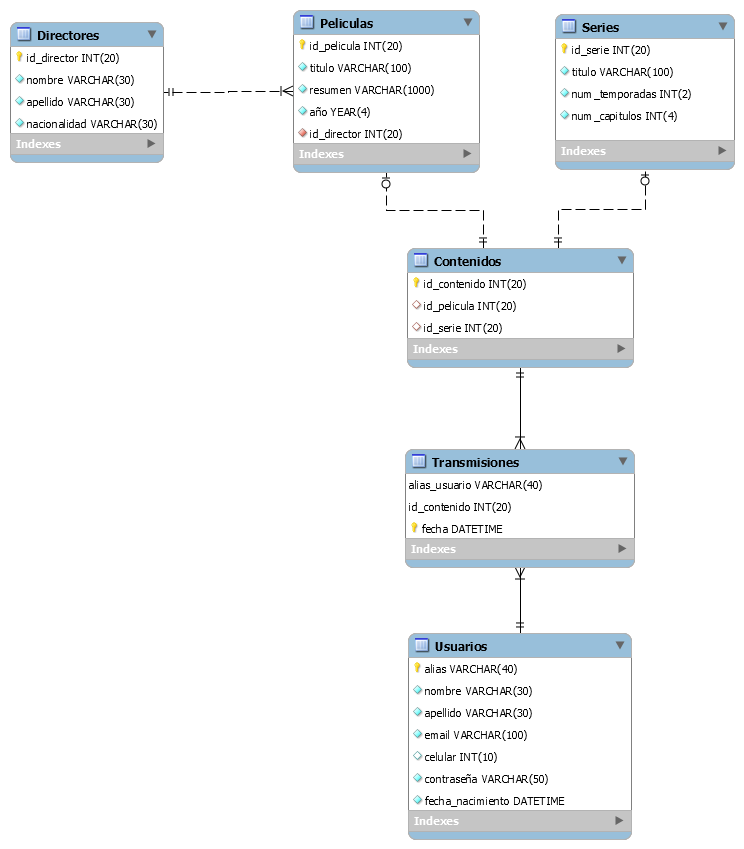 Directores
id_director INT(20)
nombre VARCHAR(30)
apellido VARCHAR(30)
nacionalidad VARCHAR(30)
Indexes
Peliculas
id_pelicula INT(20)
titulo VARCHAR(100)
resumen VARCHAR(1000)
año YEAR(4)
id_director INT(20)
Indexes
Series
id_serie INT(20)
titulo VARCHAR(100)
num_temporadas INT(2)
num_capitulos INT(4)
Indexes
Contenidos
id_contenido INT(20)
id_pelicula INT(20)
id_serie INT(20)
Indexes
Transmisiones
alias_usuario VARCHAR(40)
id_contenido INT(20)
fecha DATETIME
Indexes
Usuarios
alias VARCHAR(40)
nombre VARCHAR(30)
apellido VARCHAR(30)
email VARCHAR(100)
celular INT(10)
contraseña VARCHAR(50)
fecha_nacimiento DATETIME
Indexes